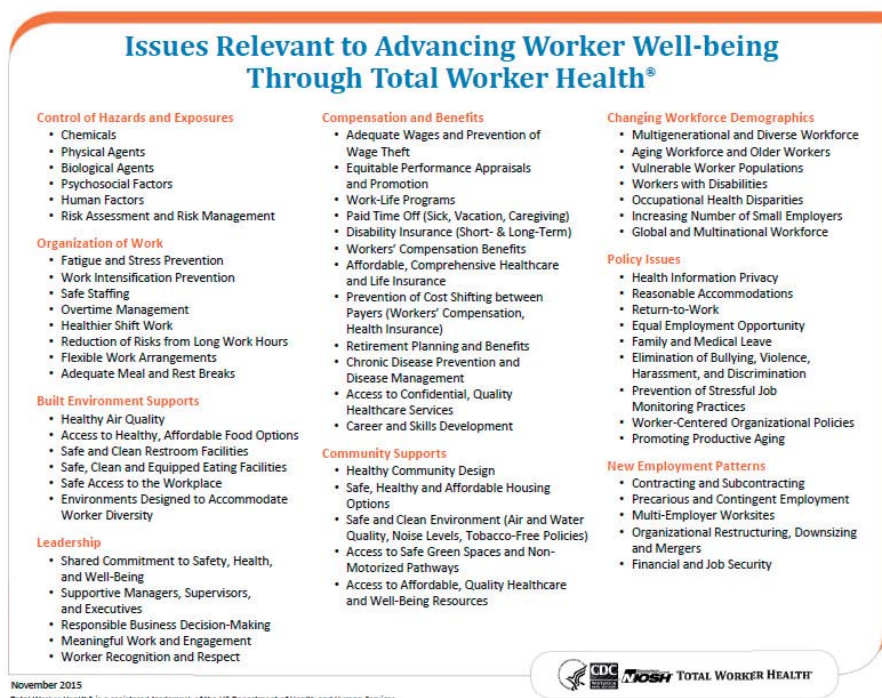 Issues Relevant to Advancing Worker Well-being
Through Total Worker Health®
Control of Hazards and Exposures
• Chemicals
• Physical Agents
• Biological Agents
• Psychosocial Factors
• Human Factors
• Risk Assessment and Risk Management
Organization of Work
• Fatigue and Stress Prevention
• Work Intensification Prevention
• Safe Staffing
• Overtime Management
• Healthier Shift Work
• Reduction of Risks from Long Work Hours
• Flexible Work Arrangements
• Adequate Meal and Rest Breaks
Built Environment Supports
• Healthy Air Quality
• Access to Healthy, Affordable Food Options
• Safe and Clean Restroom Facilities
• Safe, Clean and Equipped Eating Facilities
• Safe Access to the Workplace
• Environments Designed to Accommodate
Worker Diversity
Leadership
• Shared Commitment to Safety, Health,
and Well-Being
• Supportive Managers, Supervisors,
and Executives
• Responsible Business Decision-Making
• Meaningful Work and Engagement
• Worker Recognition and Respect
Compensation and Benefits
• Adequate Wages and Prevention of
Wage Theft
• Equitable Performance Appraisals
and Promotion
• Work-Life Programs
• Paid Time Off (Sick, Vacation, Caregiving)
• Disability Insurance (Short- & Long-Term)
• Workers' Compensation Benefits
• Affordable, Comprehensive Healthcare
and Life Insurance
• Prevention of Cost Shifting between
Payers (Workers' Compensation,
Health Insurance)
• Retirement Planning and Benefits
• Chronic Disease Prevention and
Disease Management
• Access to Confidential, Quality
Healthcare Services
• Career and Skills Development
Community Supports
• Healthy Community Design
• Safe, Healthy and Affordable Housing
Options
• Safe and Clean Environment (Air and Water
Quality, Noise Levels, Tobacco-Free Policies)
• Access to Safe Green Spaces and Non-
Motorized Pathways
• Access to Affordable, Quality Healthcare
and Well-Being Resources
Changing Workforce Demographics
• Multigenerational and Diverse Workforce
• Aging Workforce and Older Workers
• Vulnerable Worker Populations
• Workers with Disabilities
• Occupational Health Disparities
• Increasing Number of Small Employers
• Global and Multinational Workforce
Policy Issues
• Health Information Privacy
• Reasonable Accommodations
• Return-to-Work
• Equal Employment Opportunity
• Family and Medical Leave
• Elimination of Bullying, Violence,
Harassment, and Discrimination
• Prevention of Stressful Job
Monitoring Practices
• Worker-Centered Organizational Policies
• Promoting Productive Aging
New Employment Patterns
• Contracting and Subcontracting
• Precarious and Contingent Employment
• Multi-Employer Worksites
• Organizational Restructuring, Downsizing
and Mergers
• Financial and Job Security
November 2015
CDC
NIOSH
TOTAL WORKER HEALTH®